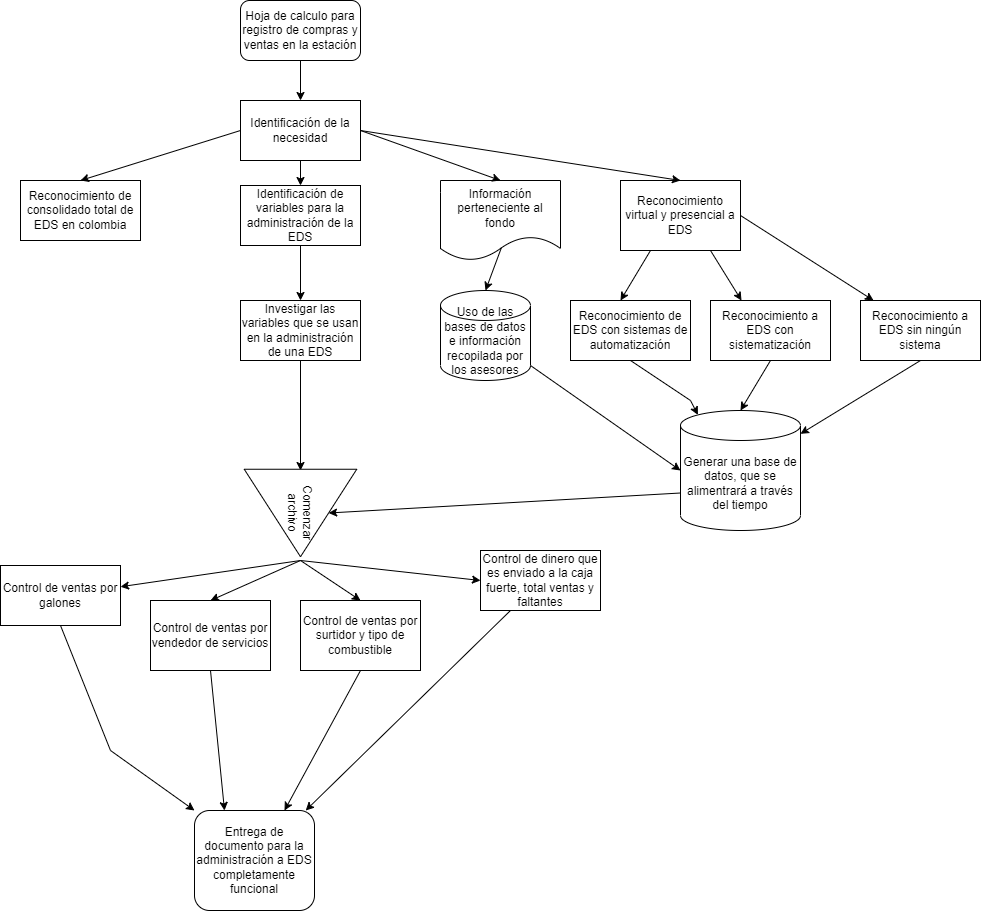 Hoja de calculo para
registro de compras y
ventas en la estación
Identificación de la
necesidad
Reconocimiento de
consolidado total de
EDS en colombia
Identificación de
variables para la
administración de la
EDS
Información
perteneciente al
fondo
Reconocimiento
virtual y presencial a
EDS
Investigar las
variables que se usan
en la administración
de una EDS
Uso de las
bases de datos
e información
recopilada por
los asesores
Reconocimiento de
EDS con sistemas de
automatización
Reconocimiento a
EDS con
sistematización
Reconocimiento a
EDS sin ningún
sistema
Generar una base de
datos, que se
alimentrará a través
del tiempo
Comenzar
archivo
Control de ventas por
galones
Control de ventas por
vendedor de servicios
Control de ventas por
surtidor y tipo de
combustible
Control de dinero que
es enviado a la caja
fuerte, total ventas y
faltantes
Entrega de
documento para la
administración a EDS
completamente
funcional